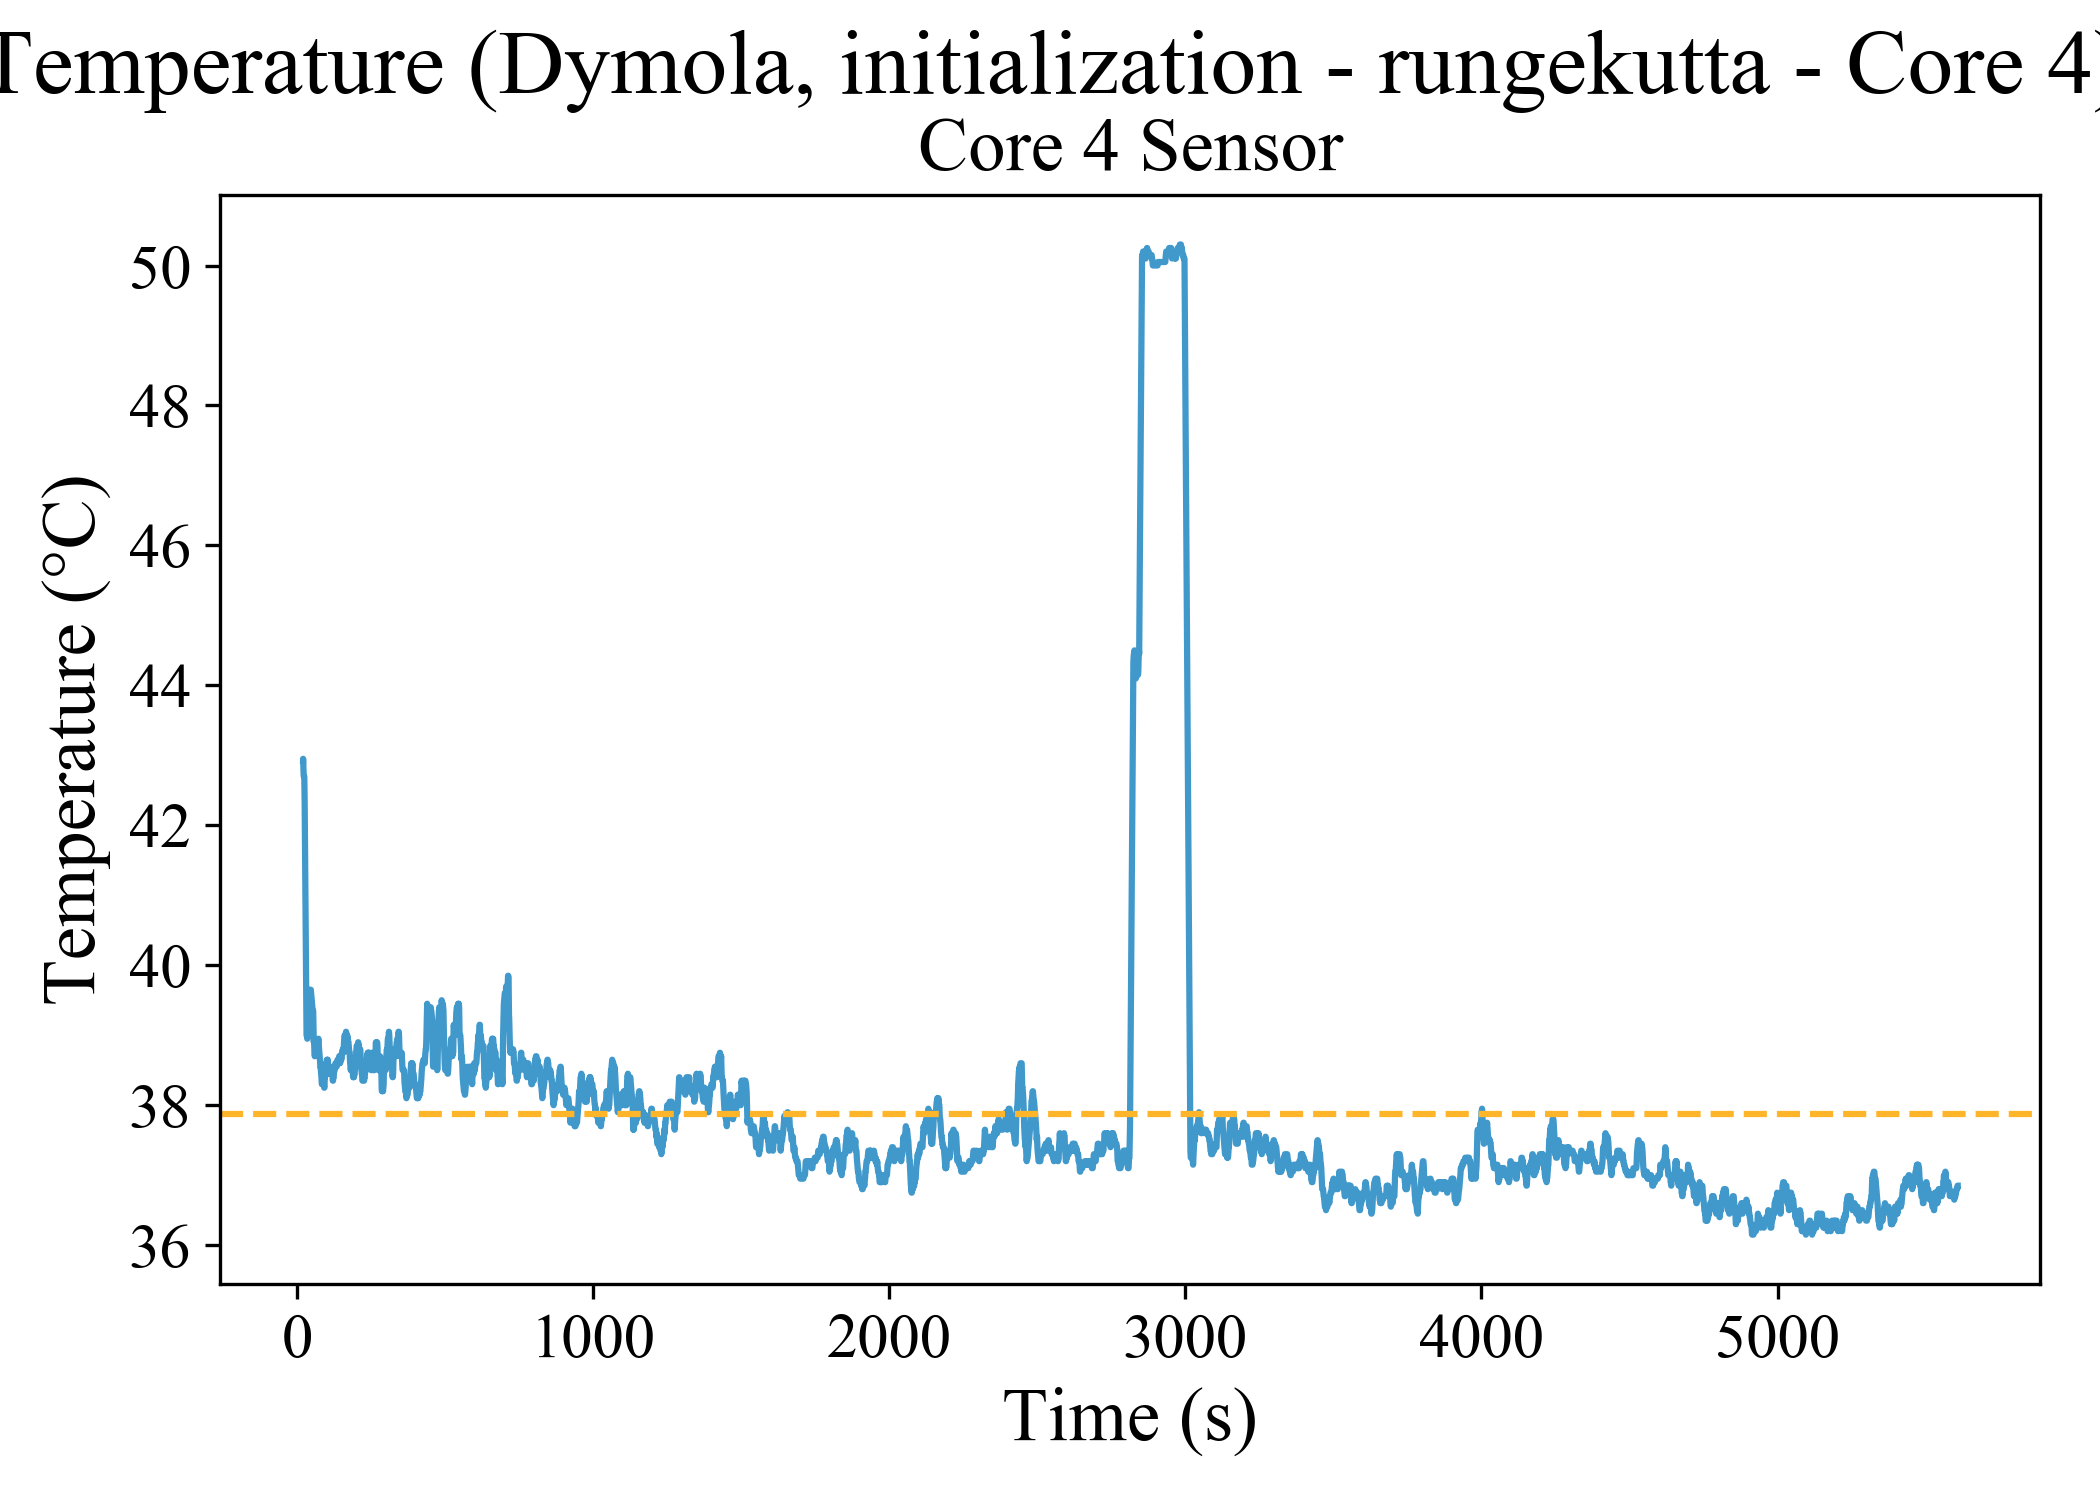 Temperature (Dymola, initialization - rungekutta - Core 4)
Core 4 Sensor
50
48
46
44
42
40
38
36
Temperature (°C)
0 1000 2000 3000 4000 5000
Time (s)